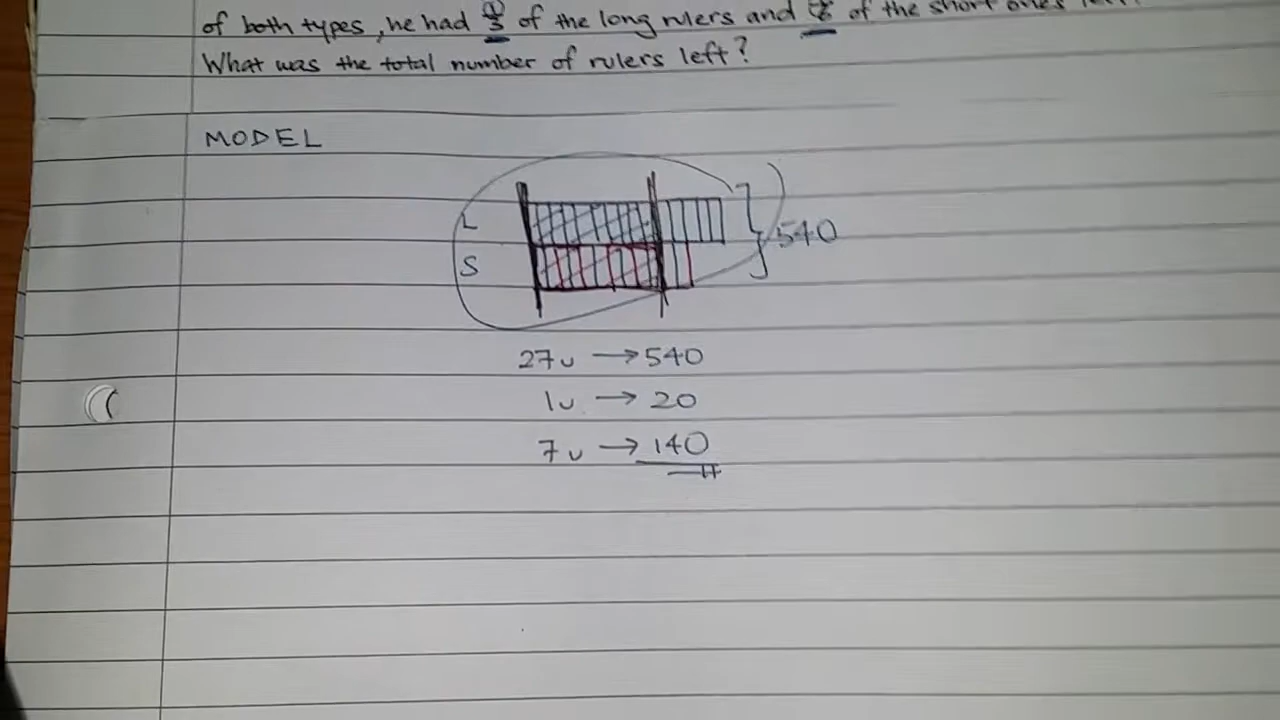 of both types, he had 1/3 of the long rulers and of the short ones
What was the total number of rulers left?
MODEL
L
S
540
27u → 540
1u → 20
7u → 140